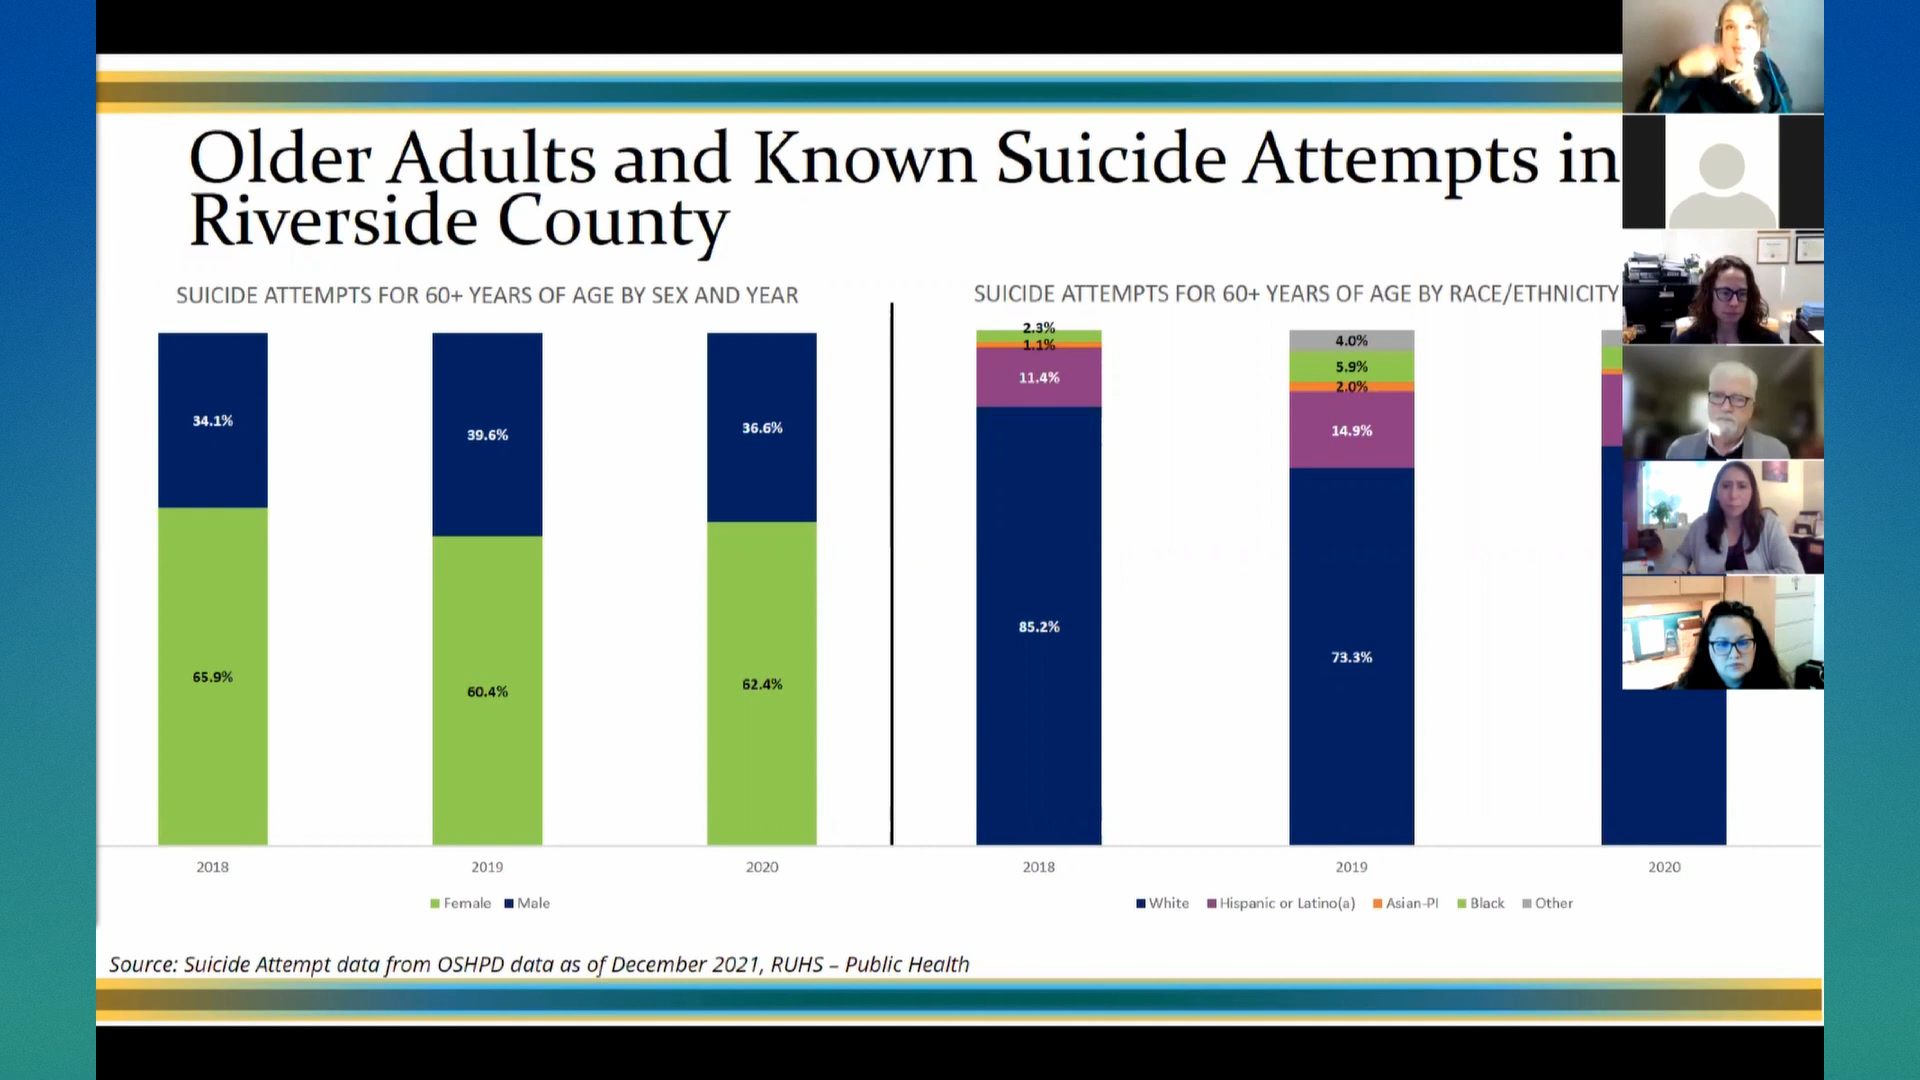 Older Adults and Known Suicide Attempts in
Riverside County
SUICIDE ATTEMPTS FOR 60+ YEARS OF AGE BY SEX AND YEAR
34.1%
39.6%
36.6%
65.9%
60.4%
62.4%
2018
2019
2020
Female
Male
SUICIDE ATTEMPTS FOR 60+ YEARS OF AGE BY RACE/ETHNICITY
2.3%
1.1%
11.4%
85.2%
4.0%
5.9%
2.0%
14.9%
73.3%
2018
2019
2020
White
Hispanic or Latino(a)
Asian-PI
Black
Other
Source: Suicide Attempt data from OSHPD data as of December 2021, RUHS – Public Health